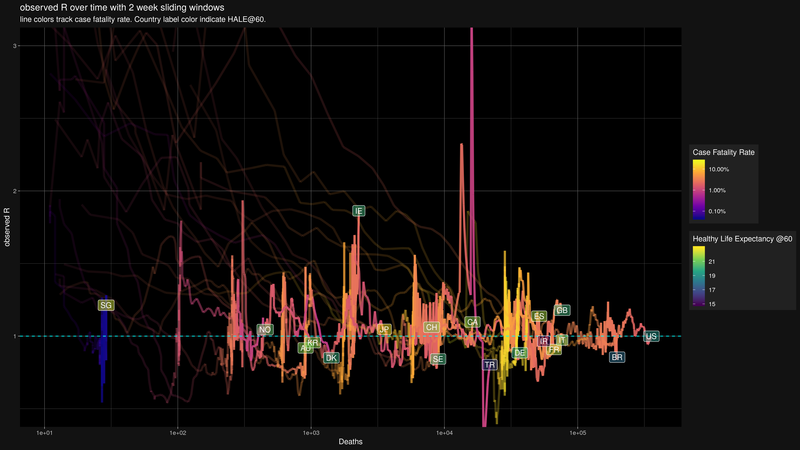 observed R over time with 2 week sliding windows
line colors track case fatality rate. Country label color indicate HALE@60.
3
2
1
observed R
IE
SG
NO
AU
KR
DK
JP
CH
SE
CA
TR
DE
ES
GB
IR
FR
IT
BR
US
1e+01
1e+02
1e+03
1e+04
1e+05
Deaths
Case Fatality Rate
10.00%
1.00%
0.10%
Healthy Life Expectancy @60
21
19
17
15